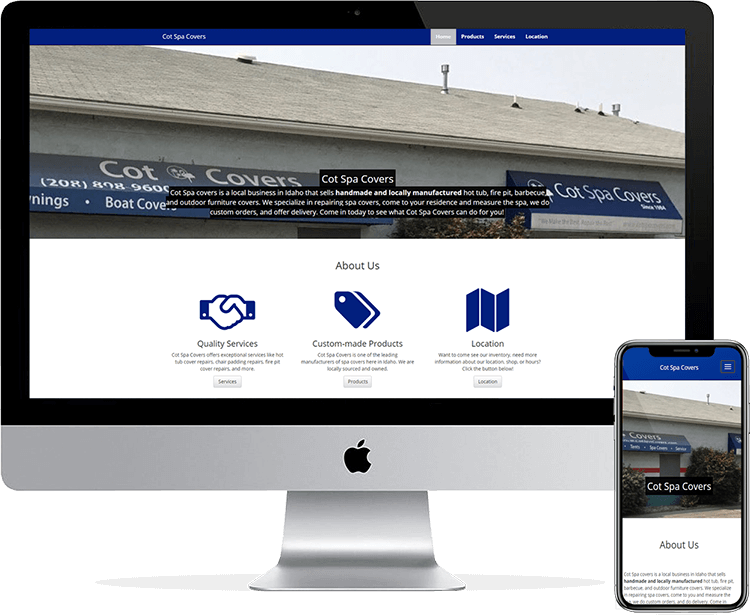 Cot Spa Covers
Home Products Services Location
Cot Covers
(208) 898-9600
nings • Boat Cove
Cot Spa Covers
Since 1984
Cot Spa Covers
Cot Spa covers is a local business in Idaho that sells handmade and locally manufactured hot tub, fire pit, barbecue,
and outdoor furniture covers. We specialize in repairing spa covers, come to your residence and measure the spa, we do
custom orders, and offer delivery. Come in today to see what Cot Spa Covers can do for you!
About Us
Quality Services
Cot Spa Covers offers exceptional services like hot
tub cover repairs, chair padding repairs, fire pit
cover repairs, and more.
Services
Custom-made Products
Cot Spa Covers is one of the leading
manufacturers of spa covers here in Idaho. We are
locally sourced and owned.
Products
Location
Want to come see our inventory, need more
information about our location, shop, or hours?
Click the button below!
Location
Cot Spa Covers
Covers
Tents • Spa Covers • Service
Cot Spa Covers
About Us
Cot Spa covers is a local business in Idaho that sells
handmade and locally manufactured hot tub, fire pit,
barbecue, and outdoor furniture covers. We specialize
in repairing spa covers, come to your residence and
measure the spa, we do custom orders, and offer delivery. Come in